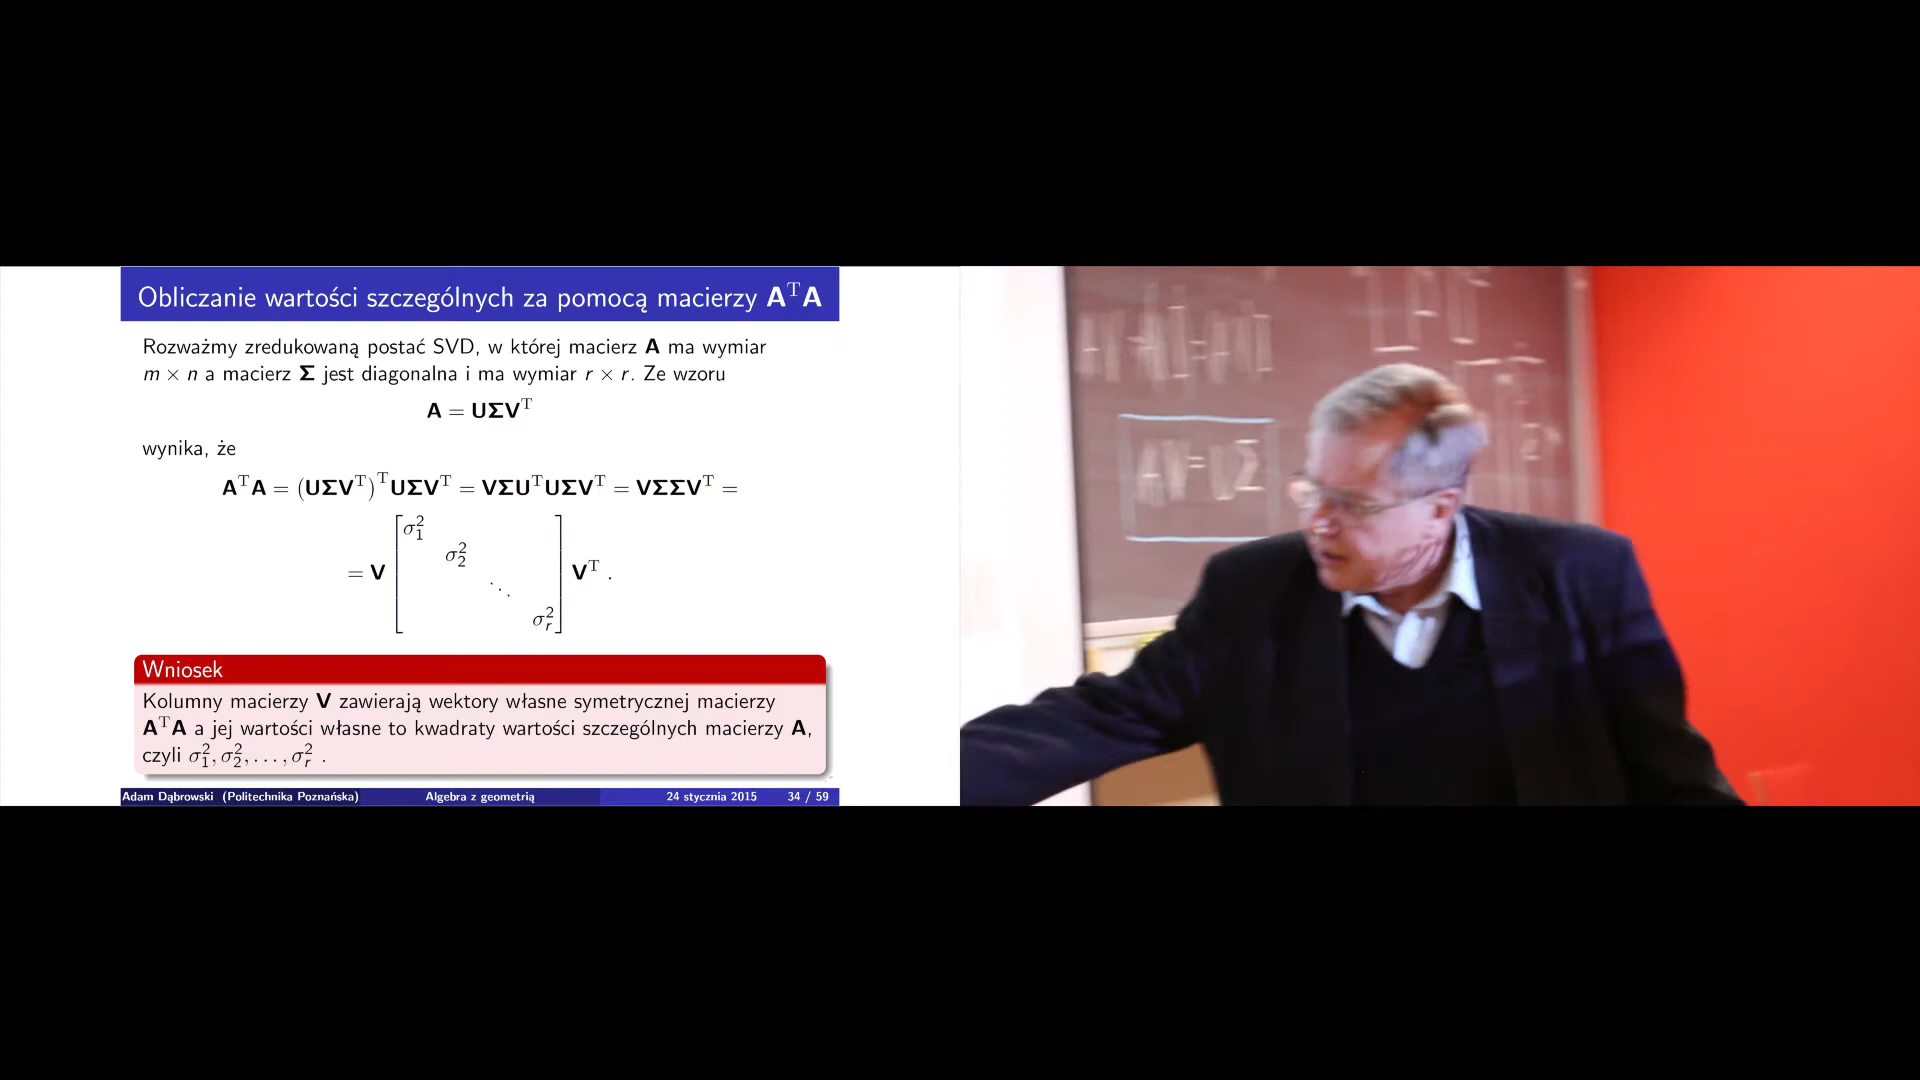 Obliczanie wartości szczególnych za pomocą macierzy AᵀA
Rozważmy zredukowaną postać SVD, w której macierz A ma wymiar
m × n a macierz Σ jest diagonalna i ma wymiar r × r. Ze wzoru
A = UΣVᵀ
wynika, że
AᵀA = (UΣVᵀ)ᵀUΣVᵀ = VΣUᵀUΣVᵀ = VΣΣVᵀ =
= V [σ₁² σ₂² ⋱ σᵣ²] Vᵀ .
Wniosek
Kolumny macierzy V zawierają wektory własne symetrycznej macierzy
AᵀA a jej wartości własne to kwadraty wartości szczególnych macierzy A,
czyli σ₁², σ₂², . . . , σᵣ² .
Adam Dąbrowski (Politechnika Poznańska) Algebra z geometrią 24 stycznia 2015 34 / 59
AV=UΣ